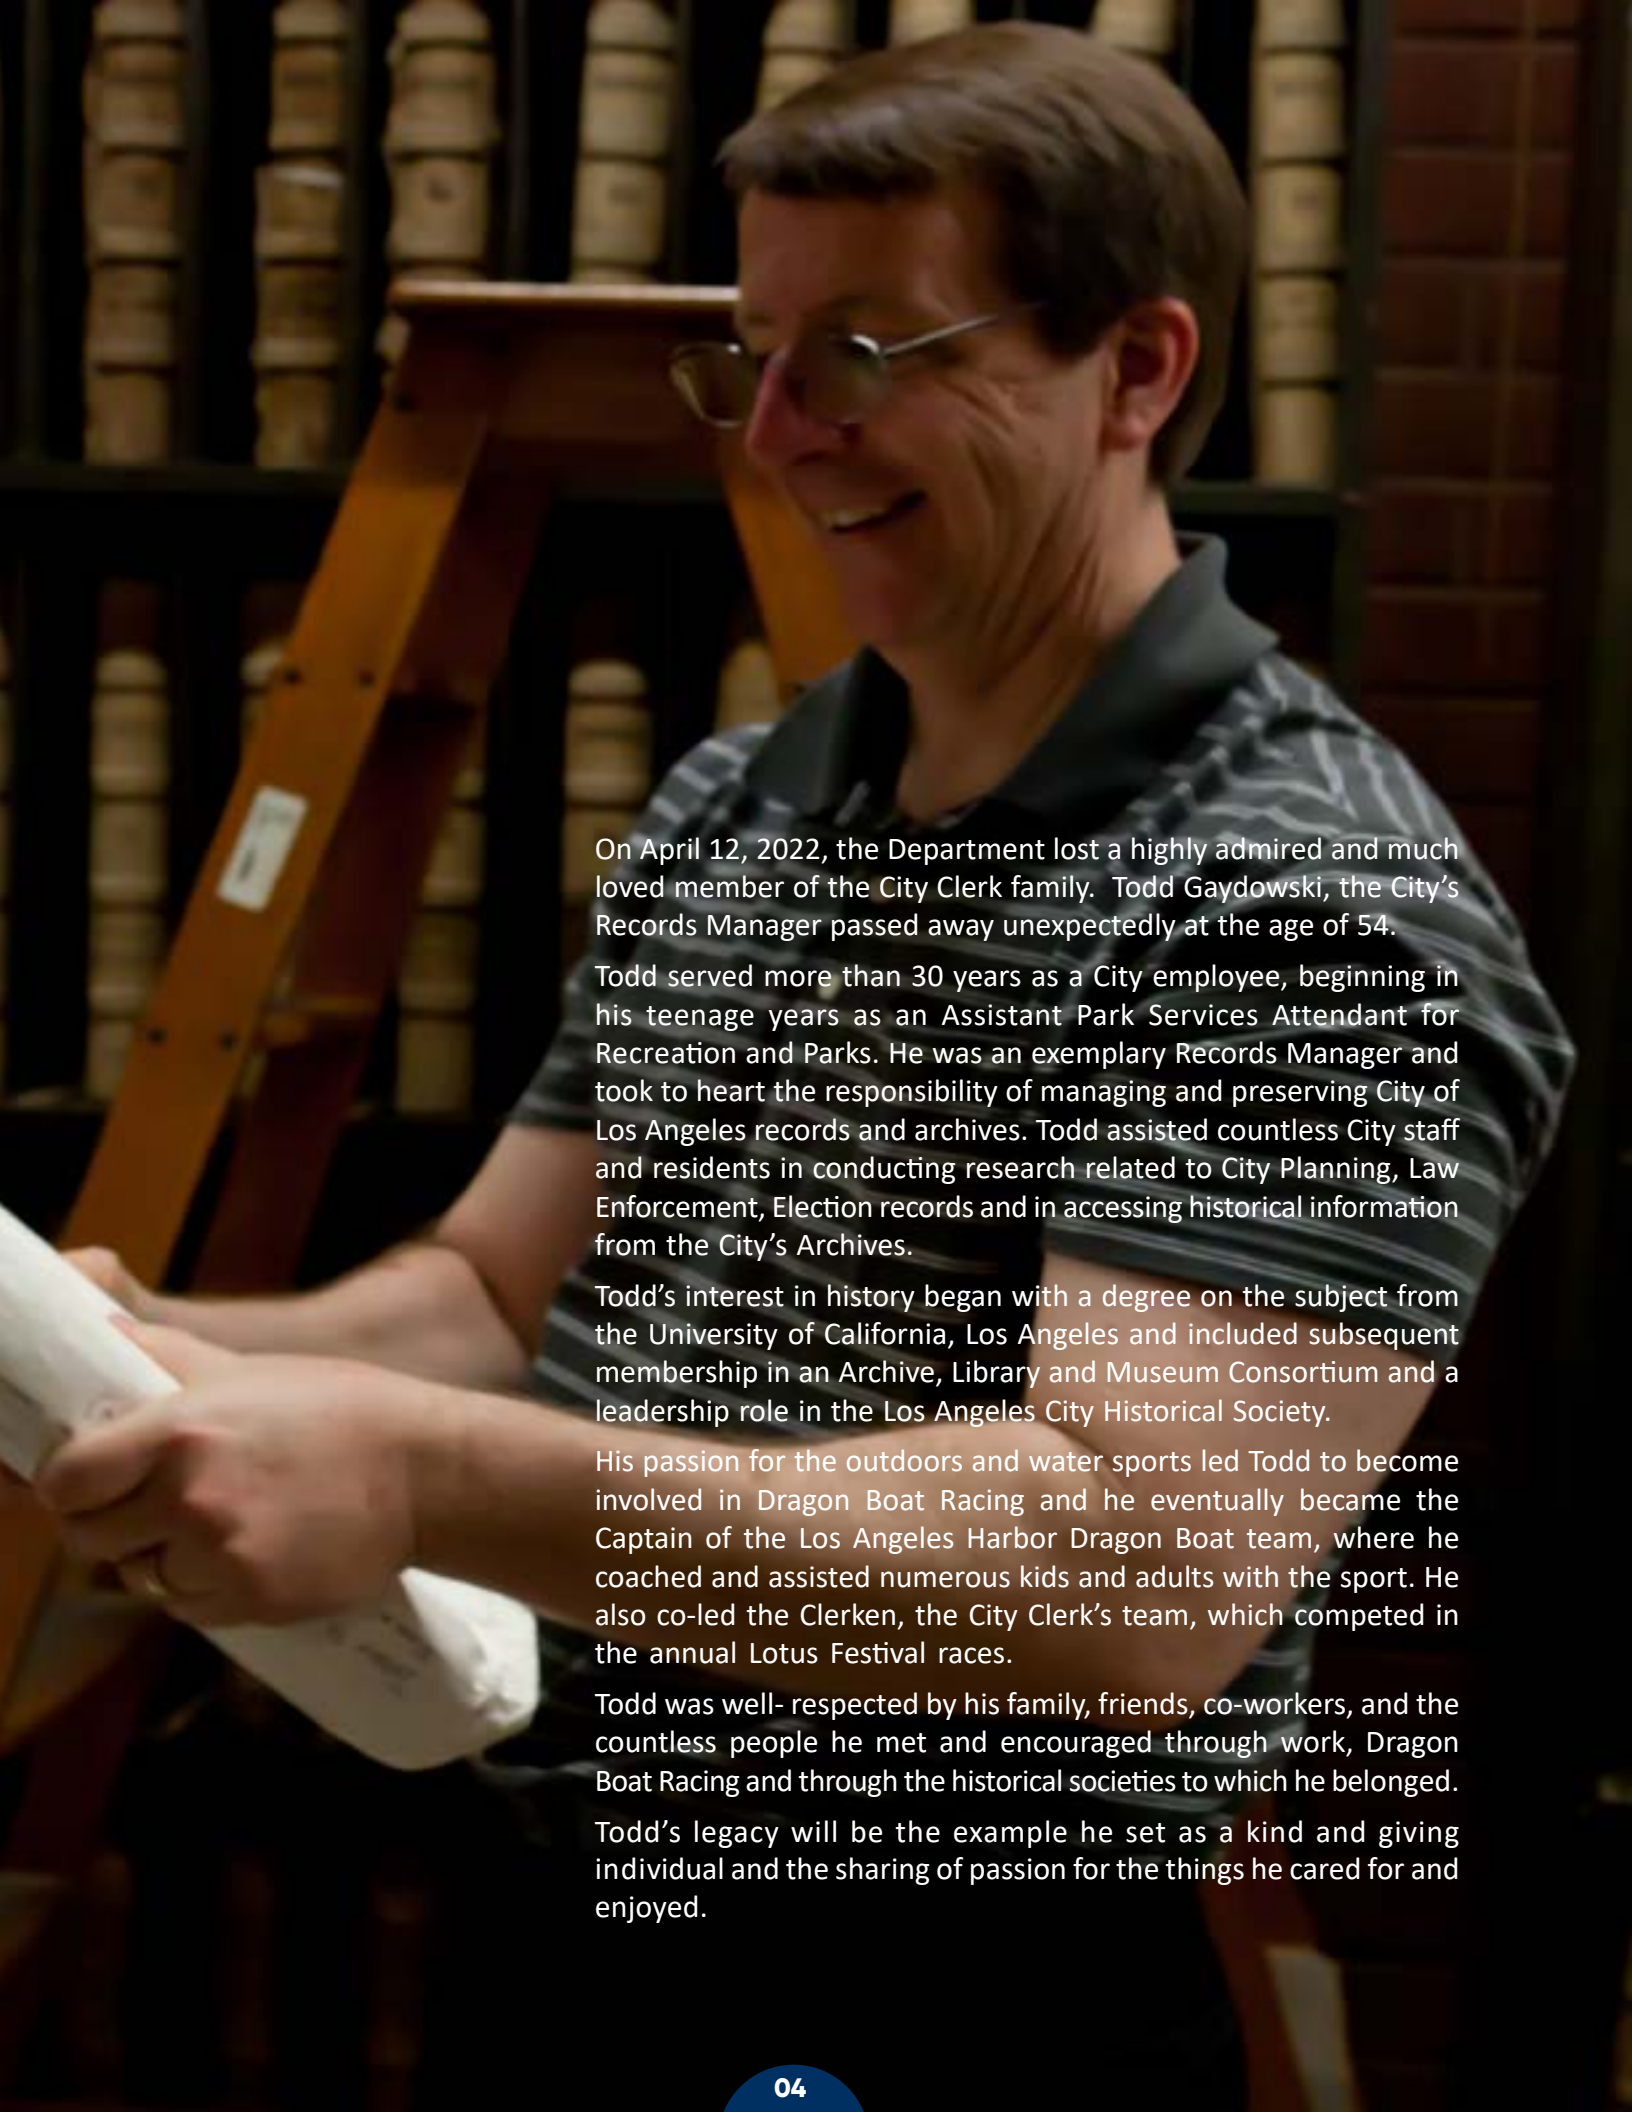 On April 12, 2022, the Department lost a highly admired and much
loved member of the City Clerk family.  Todd Gaydowski, the City’s
Records Manager passed away unexpectedly at the age of 54.
Todd served more than 30 years as a City employee, beginning in
his teenage years as an Assistant Park Services Attendant for
Recreation and Parks. He was an exemplary Records Manager and
took to heart the responsibility of managing and preserving City of
Los Angeles records and archives. Todd assisted countless City staff
and residents in conducting research related to City Planning, Law
Enforcement, Election records and in accessing historical information
from the City’s Archives.
Todd’s interest in history began with a degree on the subject from
the University of California, Los Angeles and included subsequent
membership in an Archive, Library and Museum Consortium and a
leadership role in the Los Angeles City Historical Society.
His passion for the outdoors and water sports led Todd to become
involved in Dragon Boat Racing and he eventually became the
Captain of the Los Angeles Harbor Dragon Boat team, where he
coached and assisted numerous kids and adults with the sport. He
also co-led the Clerken, the City Clerk’s team, which competed in
the annual Lotus Festival races.
Todd was well- respected by his family, friends, co-workers, and the
countless people he met and encouraged through work, Dragon
Boat Racing and through the historical societies to which he belonged.
Todd’s legacy will be the example he set as a kind and giving
individual and the sharing of passion for the things he cared for and
enjoyed.
04